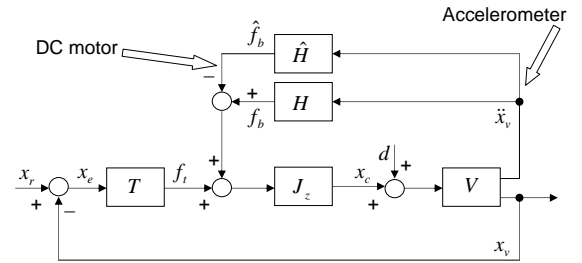 Accelerometer
DC motor
f̂_b
Ĥ
−
+
H
f_b
ẍ_v
+
d
+
x_r
x_e
T
f_t
J_z
x_c
V
+
−
+
+
x_v